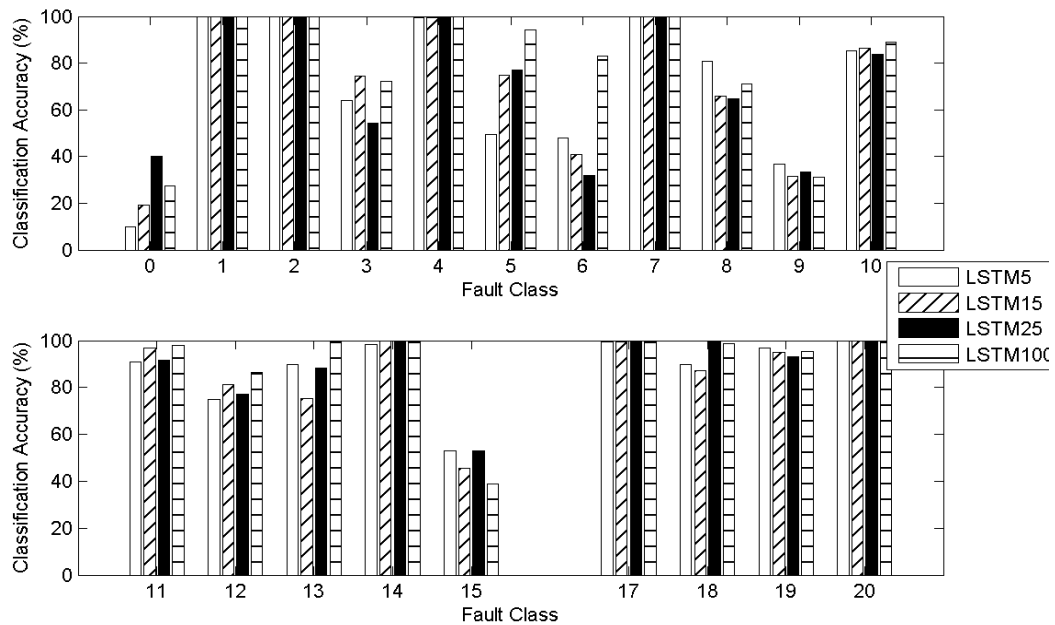 100
80
60
40
20
0
Classification Accuracy (%)
0 1 2 3 4 5 6 7 8 9 10
Fault Class
LSTM5
LSTM15
LSTM25
LSTM100
100
80
60
40
20
0
Classification Accuracy (%)
11 12 13 14 15 17 18 19 20
Fault Class